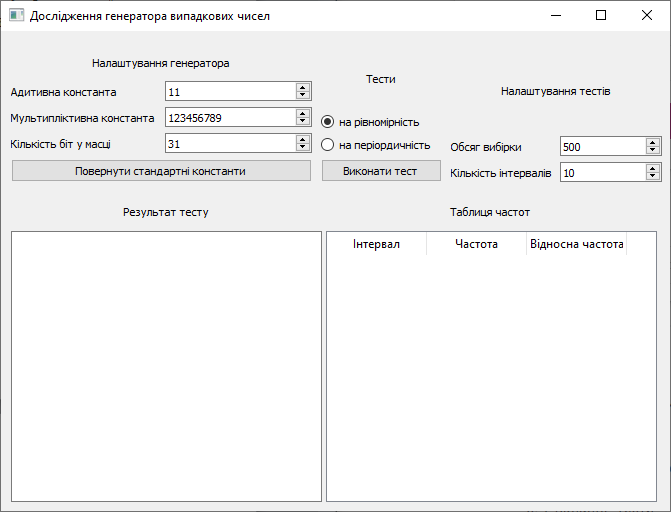 Дослідження генератора випадкових чисел
Налаштування генератора
Адитивна константа 11
Мультипліктивна константа 123456789
Кількість біт у масці 31
Повернути стандартні константи
Тести
на рівномірність
на періордичність
Виконати тест
Налаштування тестів
Обсяг вибірки 500
Кількість інтервалів 10
Результат тесту
Таблиця частот
Інтервал Частота Відносна частота